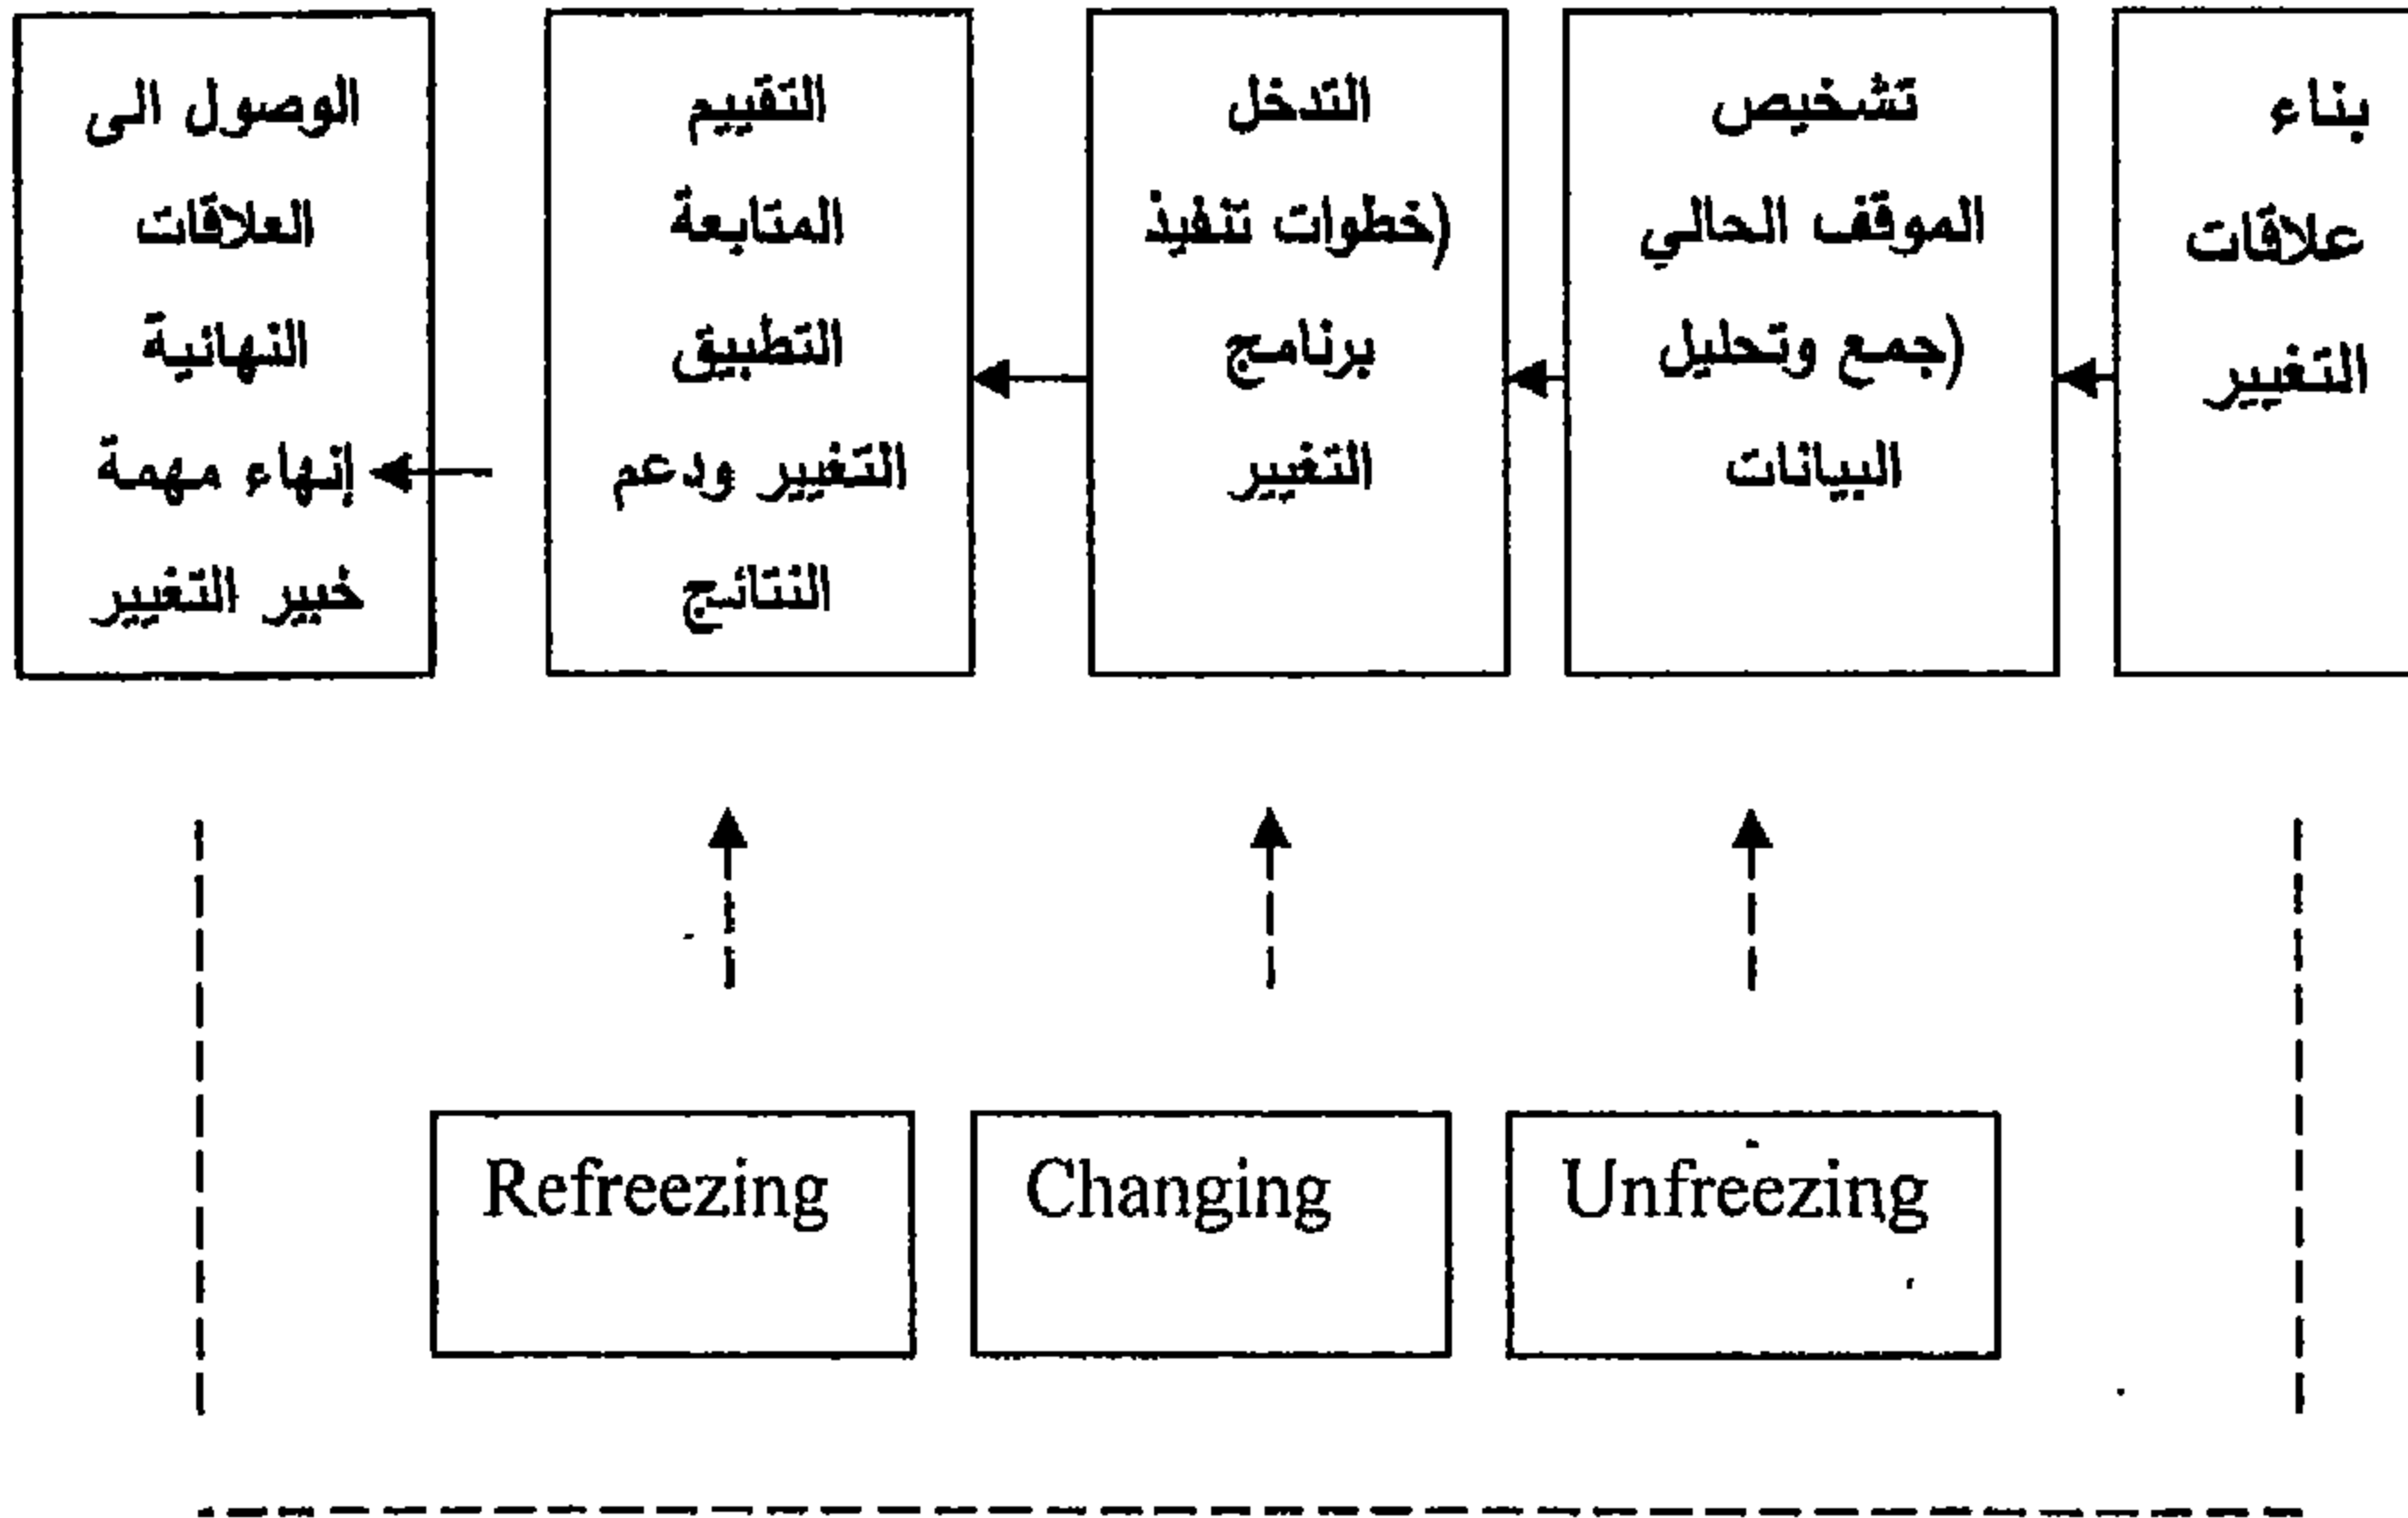 بناء
علاقات
التغيير
تشخيص
الموقف الحالي
(جمع وتحليل
البيانات
التدخل
(خطوات تنفيذ
برنامج
التغيير
التقييم
المتابعة
التطبيق
التغيير ودعم
النتائج
الوصول الى
العلاقات
النهائية
إنهاء مهمة
خبير التغيير
Unfreezing
Changing
Refreezing